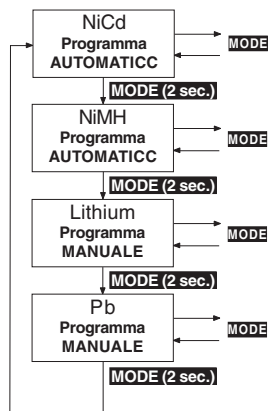 NiCd
Programma
AUTOMATICC
MODE
MODE (2 sec.)
NiMH
Programma
AUTOMATICC
MODE
MODE (2 sec.)
Lithium
Programma
MANUALE
MODE
MODE (2 sec.)
Pb
Programma
MANUALE
MODE
MODE (2 sec.)